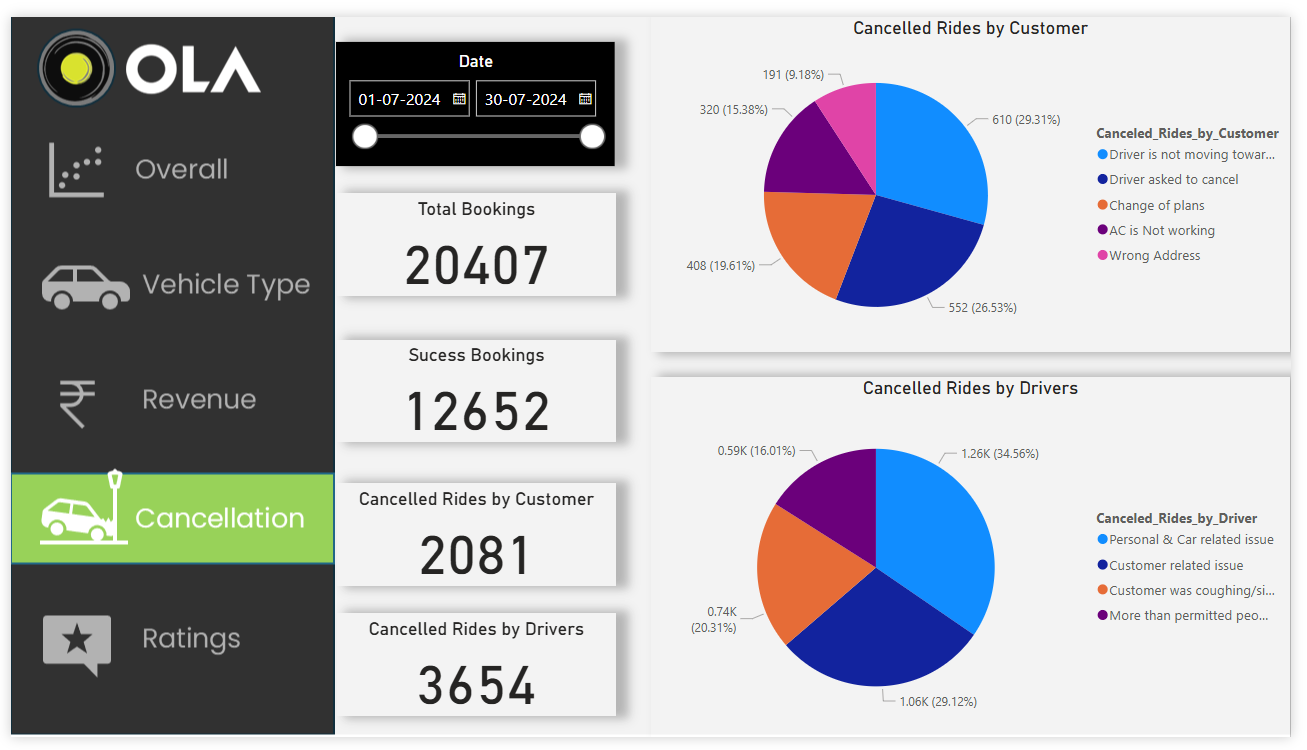 OLA
Overall
Vehicle Type
Revenue
Cancellation
Ratings
Date
01-07-2024
30-07-2024
Total Bookings
20407
Sucess Bookings
12652
Cancelled Rides by Customer
2081
Cancelled Rides by Drivers
3654
Cancelled Rides by Customer
191 (9.18%)
320 (15.38%)
408 (19.61%)
610 (29.31%)
552 (26.53%)
Canceled_Rides_by_Customer
Driver is not moving towar...
Driver asked to cancel
Change of plans
AC is Not working
Wrong Address
Cancelled Rides by Drivers
0.59K (16.01%)
1.26K (34.56%)
0.74K
(20.31%)
1.06K (29.12%)
Canceled_Rides_by_Driver
Personal & Car related issue
Customer related issue
Customer was coughing/si...
More than permitted peo...